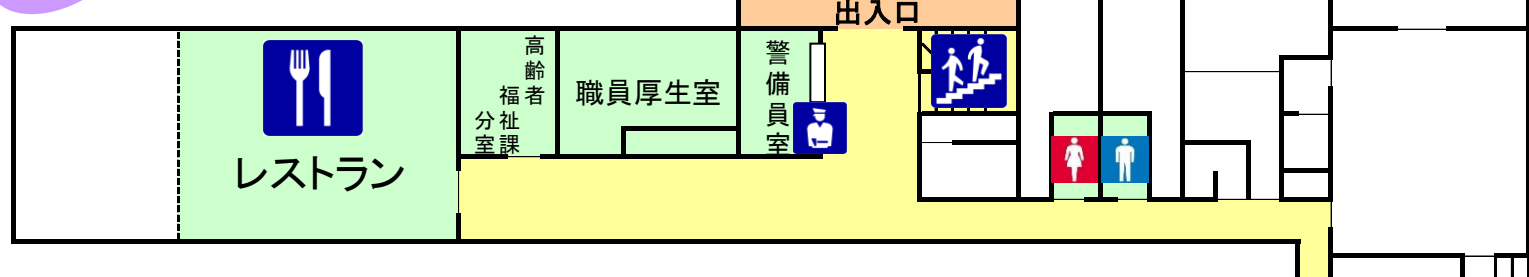 出入口
レストラン
高齢者
福祉課
分室
職員厚生室
警備員室